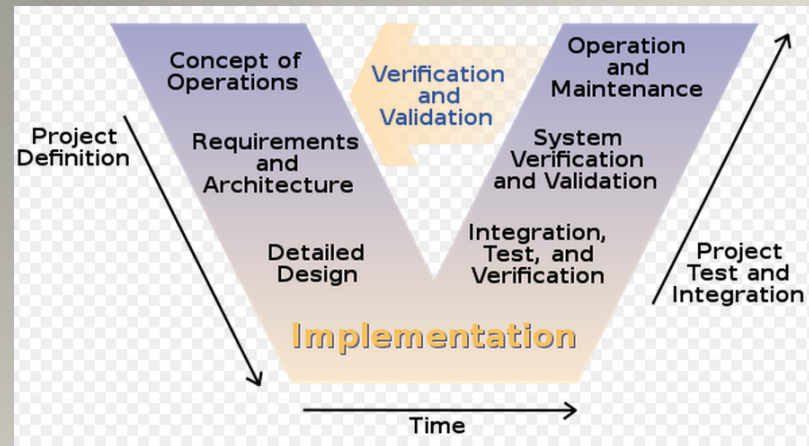 Concept of
Operations
Verification
and
Validation
Operation
and
Maintenance
Project
Definition
Requirements
and
Architecture
System
Verification
and Validation
Detailed
Design
Integration,
Test, and
Verification
Project
Test and
Integration
Implementation
Time